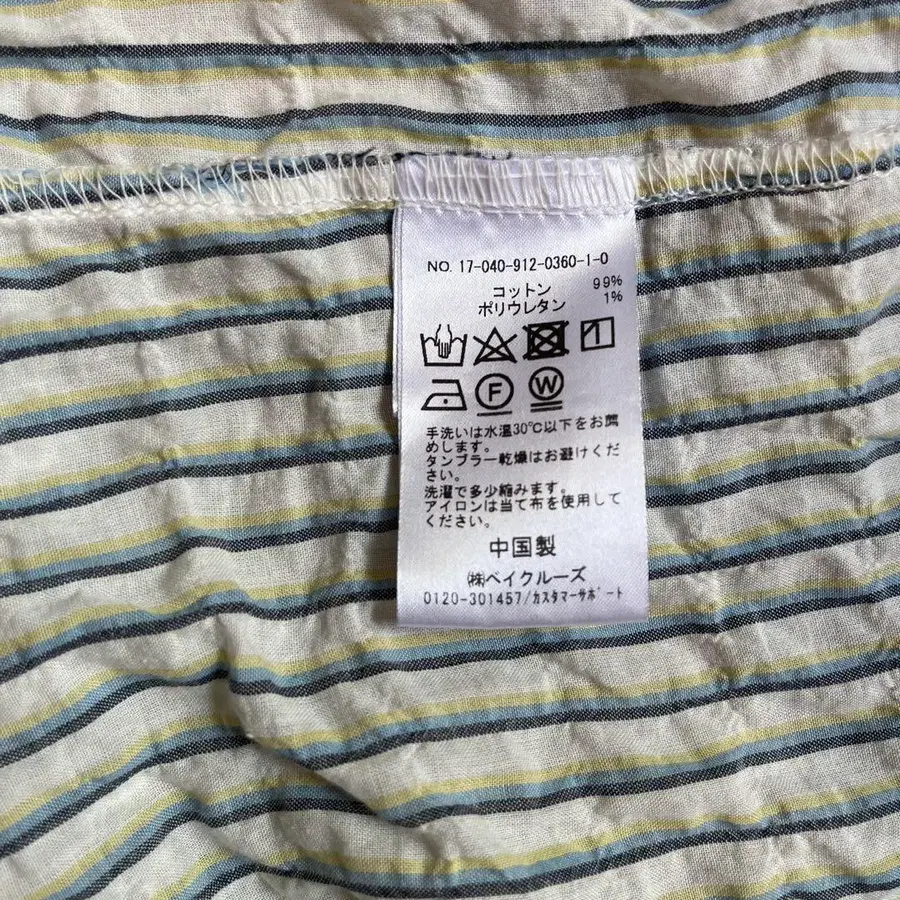 NO. 17-040-912-0360-1-0
コットン 99%
ポリウレタン 1%
F W
手洗いは水温30℃以下をお薦
めします。
タンブラー乾燥はお避けくだ
さい。
洗濯で多少縮みます。
アイロンは当て布を使用して
ください。
中国製
㈱ベイクルーズ
0120-301457/カスタマーサポート